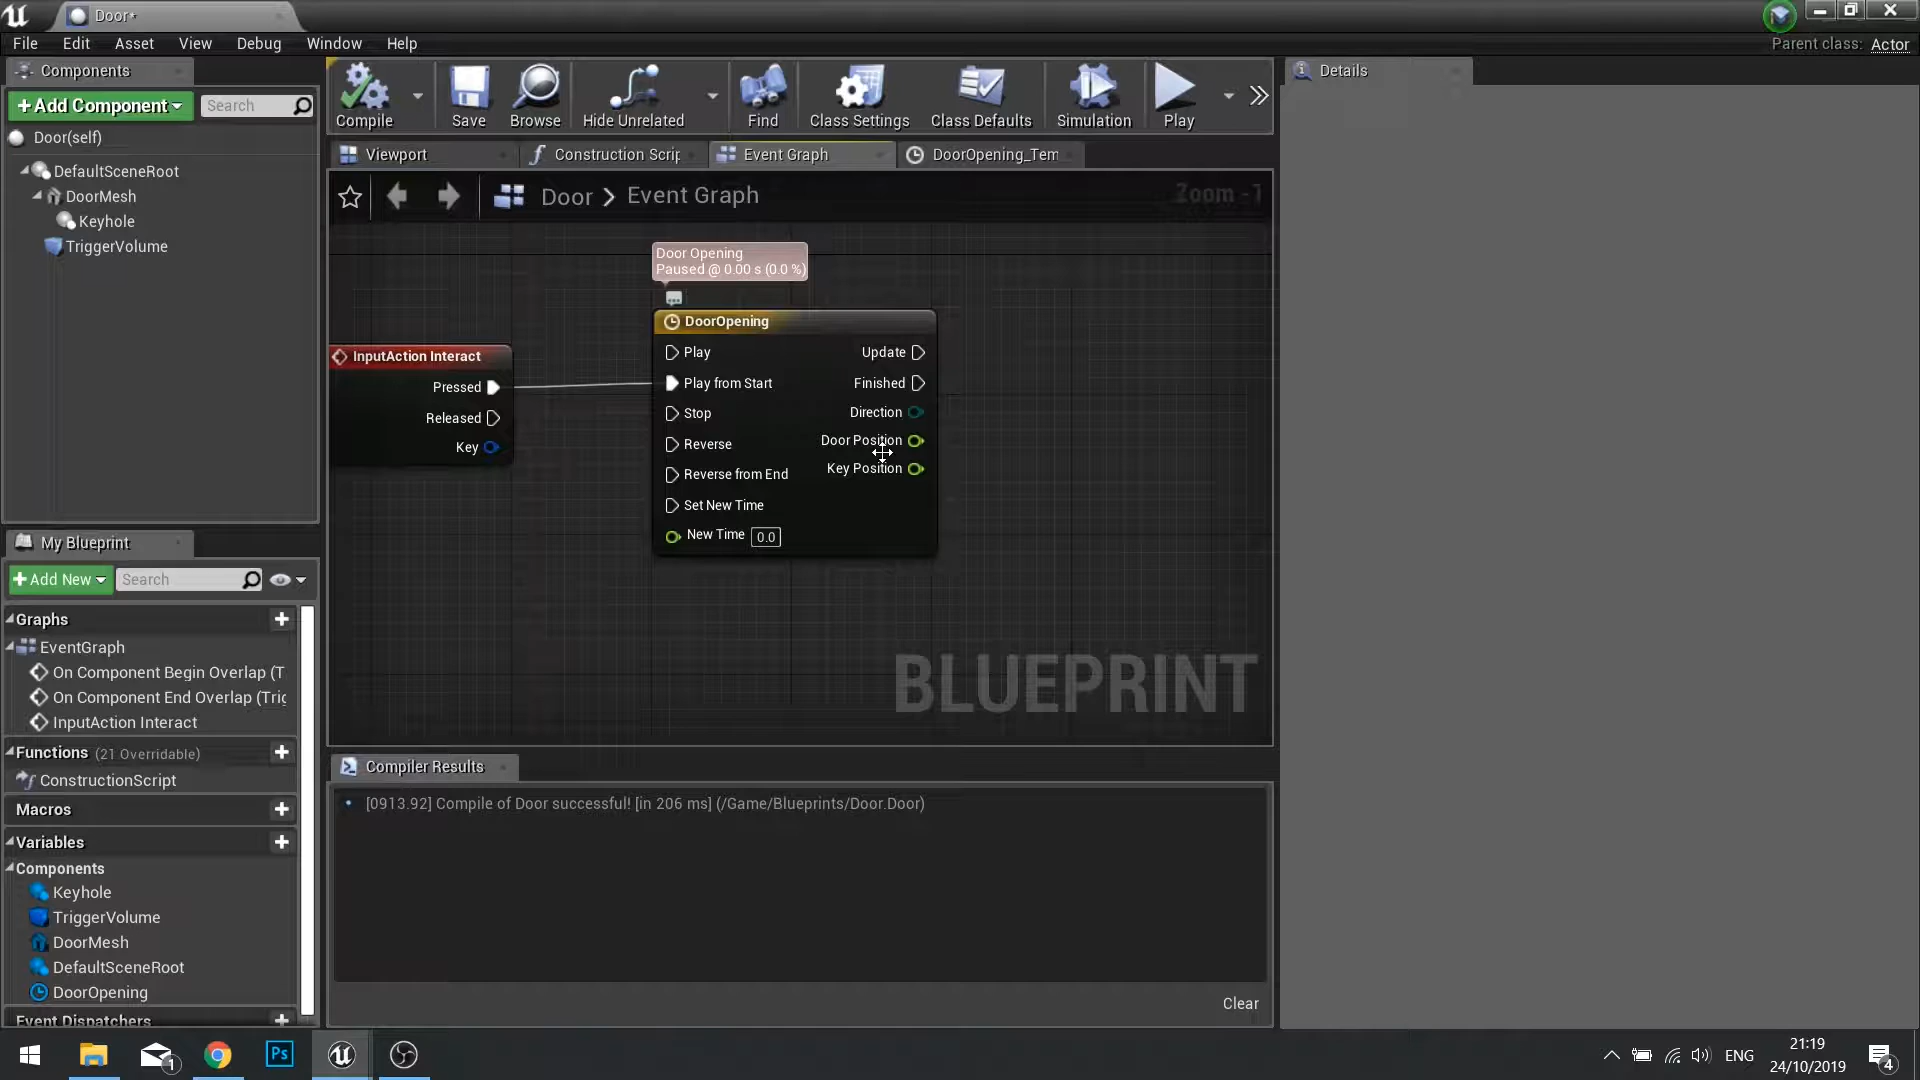 Door*
File Edit Asset View Debug Window Help
Parent class: Actor
Components
Details
+Add Component
Search
Compile
Save
Browse
Hide Unrelated
Find
Class Settings
Class Defaults
Simulation
Play
Door(self)
DefaultSceneRoot
DoorMesh
Keyhole
TriggerVolume
Viewport
Construction Scrip
Event Graph
DoorOpening_Tem
Door > Event Graph
Zoom -1
Door Opening
Paused @ 0.00 s (0.0 %)
InputAction Interact
Pressed
Released
Key
DoorOpening
Play
Play from Start
Stop
Reverse
Reverse from End
Set New Time
New Time 0.0
Update
Finished
Direction
Door Position
Key Position
BLUEPRINT
My Blueprint
+Add New
Search
Graphs
EventGraph
On Component Begin Overlap (T
On Component End Overlap (Trig
InputAction Interact
Functions (21 Overridable)
ConstructionScript
Macros
Variables
Components
Keyhole
TriggerVolume
DoorMesh
DefaultSceneRoot
DoorOpening
Event Dispatchers
Compiler Results
[0913.92] Compile of Door successful! [in 206 ms] (/Game/Blueprints/Door.Door)
Clear
1
Ps
ENG
21:19
24/10/2019
4